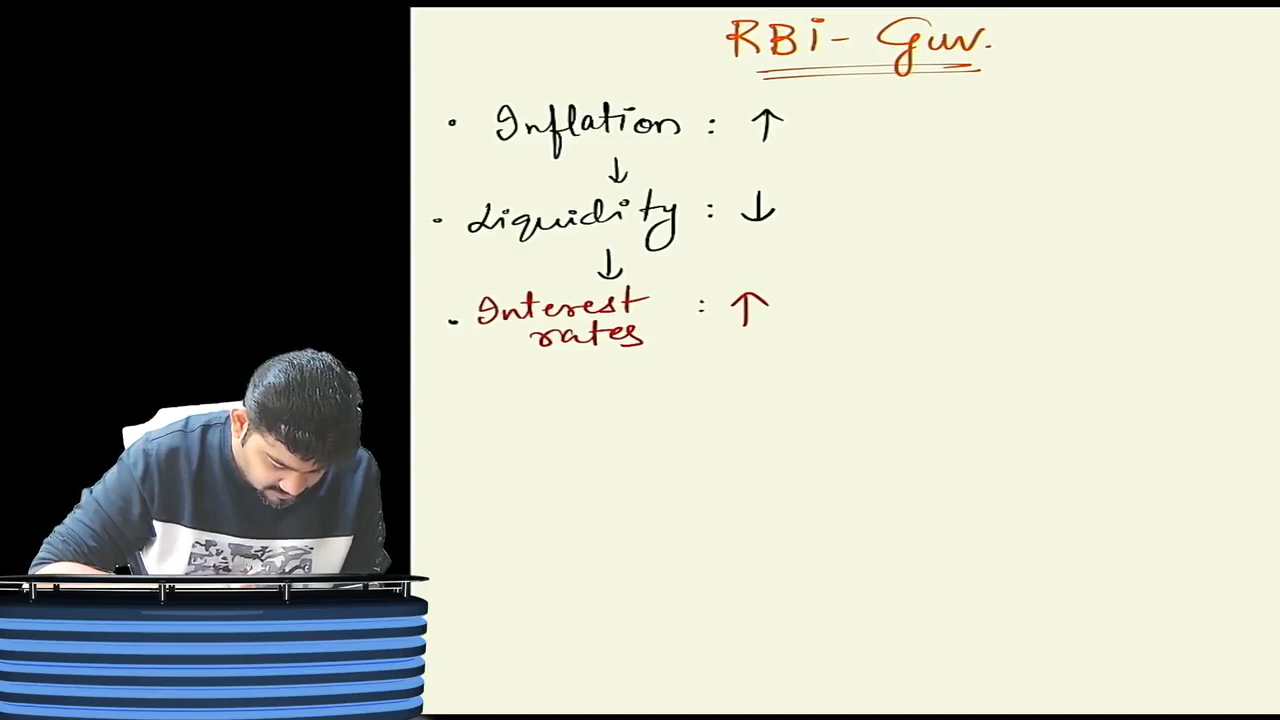 RBi - Guv.
• Inflation : ↑
↓
• Liquidity : ↓
↓
• Interest : ↑
rates